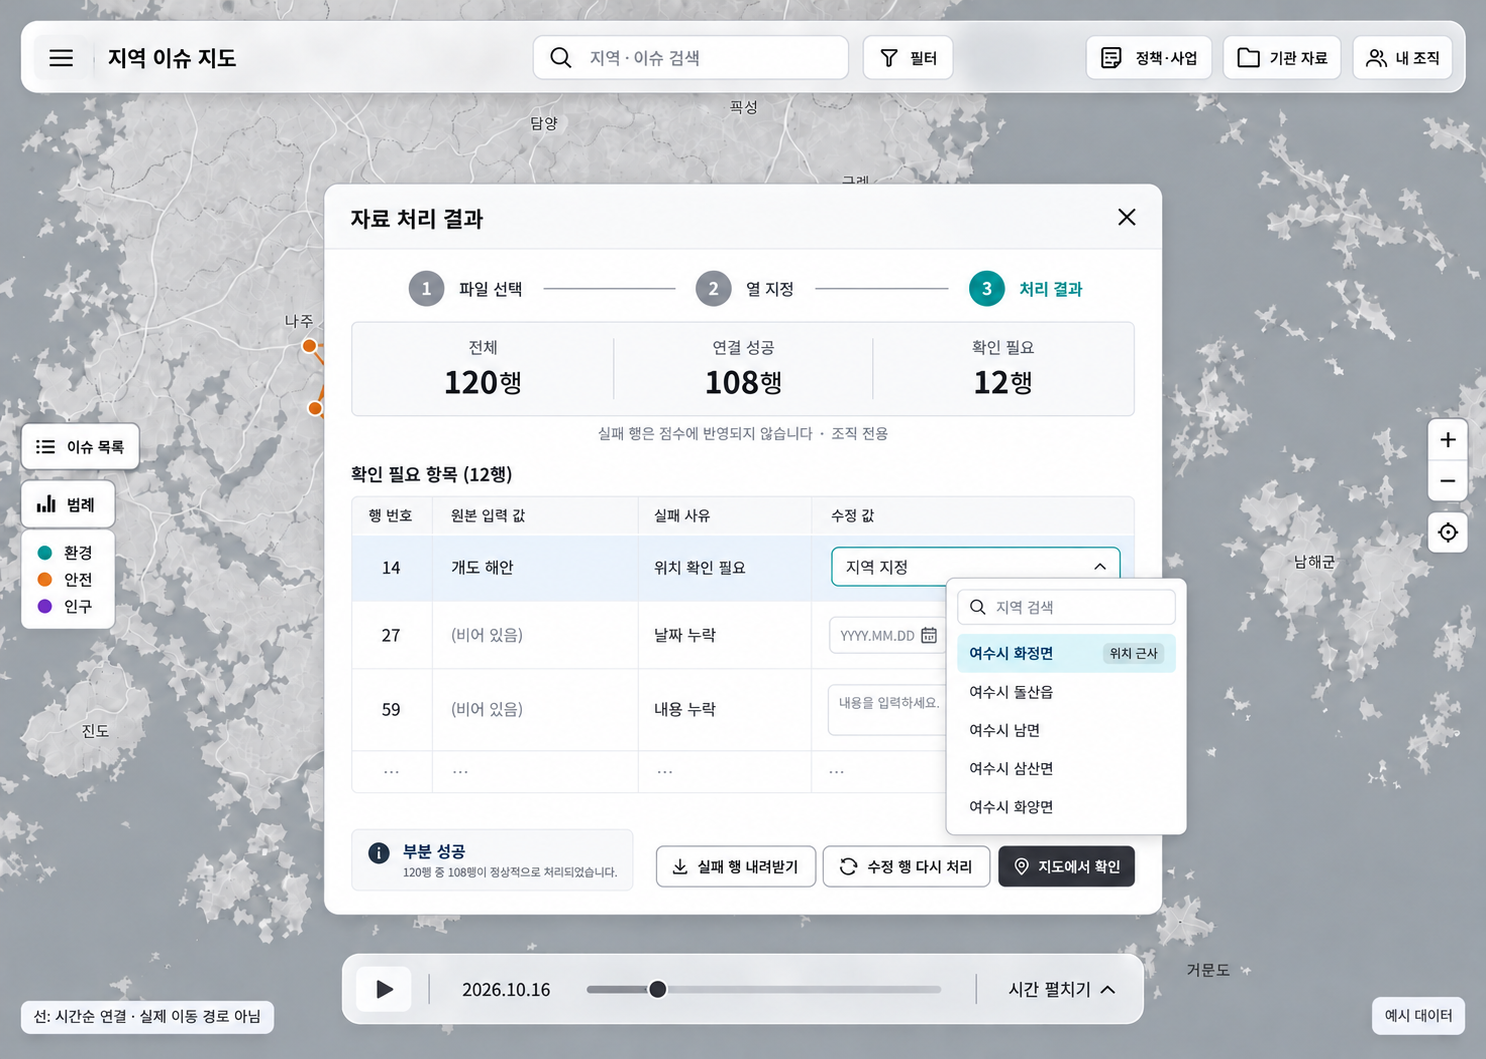 지역 이슈 지도
지역 · 이슈 검색
필터
정책·사업
기관 자료
내 조직
담양
나주
진도
남해군
거문도
이슈 목록
범례
환경
안전
인구
자료 처리 결과
1 파일 선택
2 열 지정
3 처리 결과
전체
120행
연결 성공
108행
확인 필요
12행
실패 행은 점수에 반영되지 않습니다 · 조직 전용
확인 필요 항목 (12행)
행 번호 원본 입력 값 실패 사유 수정 값
14 개도 해안 위치 확인 필요 지역 지정
27 (비어 있음) 날짜 누락 YYYY.MM.DD
59 (비어 있음) 내용 누락 내용을 입력하세요.
... ... ... ...
지역 검색
여수시 화정면 위치 근사
여수시 돌산읍
여수시 남면
여수시 삼산면
여수시 화양면
부분 성공
120행 중 108행이 정상적으로 처리되었습니다.
실패 행 내려받기
수정 행 다시 처리
지도에서 확인
2026.10.16
시간 펼치기
선: 시간순 연결 · 실제 이동 경로 아님
예시 데이터